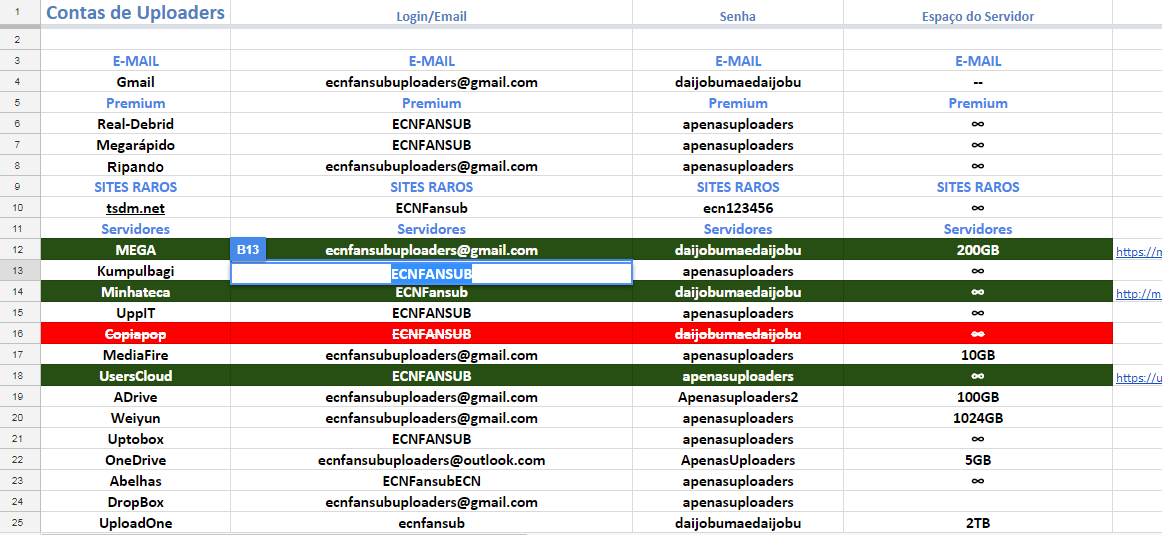 1 Contas de Uploaders Login/Email Senha Espaço do Servidor
2
3 E-MAIL E-MAIL E-MAIL E-MAIL
4 Gmail ecnfansubuploaders@gmail.com daijobumaedaijobu --
5 Premium Premium Premium Premium
6 Real-Debrid ECNFANSUB apenasuploaders ∞
7 Megarápido ECNFANSUB apenasuploaders ∞
8 Ripando ecnfansubuploaders@gmail.com apenasuploaders ∞
9 SITES RAROS SITES RAROS SITES RAROS SITES RAROS
10 tsdm.net ECNFansub ecn123456 ∞
11 Servidores Servidores Servidores Servidores
12 MEGA B13 ecnfansubuploaders@gmail.com daijobumaedaijobu 200GB https://m
13 Kumpulbagi ECNFANSUB apenasuploaders ∞
14 Minhateca ECNFansub daijobumaedaijobu ∞ http://m
15 UppIT ECNFANSUB apenasuploaders ∞
16 Copiapop ECNFANSUB daijobumaedaijobu ∞
17 MediaFire ecnfansubuploaders@gmail.com apenasuploaders 10GB
18 UsersCloud ECNFANSUB apenasuploaders ∞ https://u
19 ADrive ecnfansubuploaders@gmail.com Apenasuploaders2 100GB
20 Weiyun ecnfansubuploaders@gmail.com apenasuploaders 1024GB
21 Uptobox ECNFANSUB apenasuploaders ∞
22 OneDrive ecnfansubuploaders@outlook.com ApenasUploaders 5GB
23 Abelhas ECNFansubECN apenasuploaders ∞
24 DropBox ecnfansubuploaders@gmail.com apenasuploaders
25 UploadOne ecnfansub daijobumaedaijobu 2TB